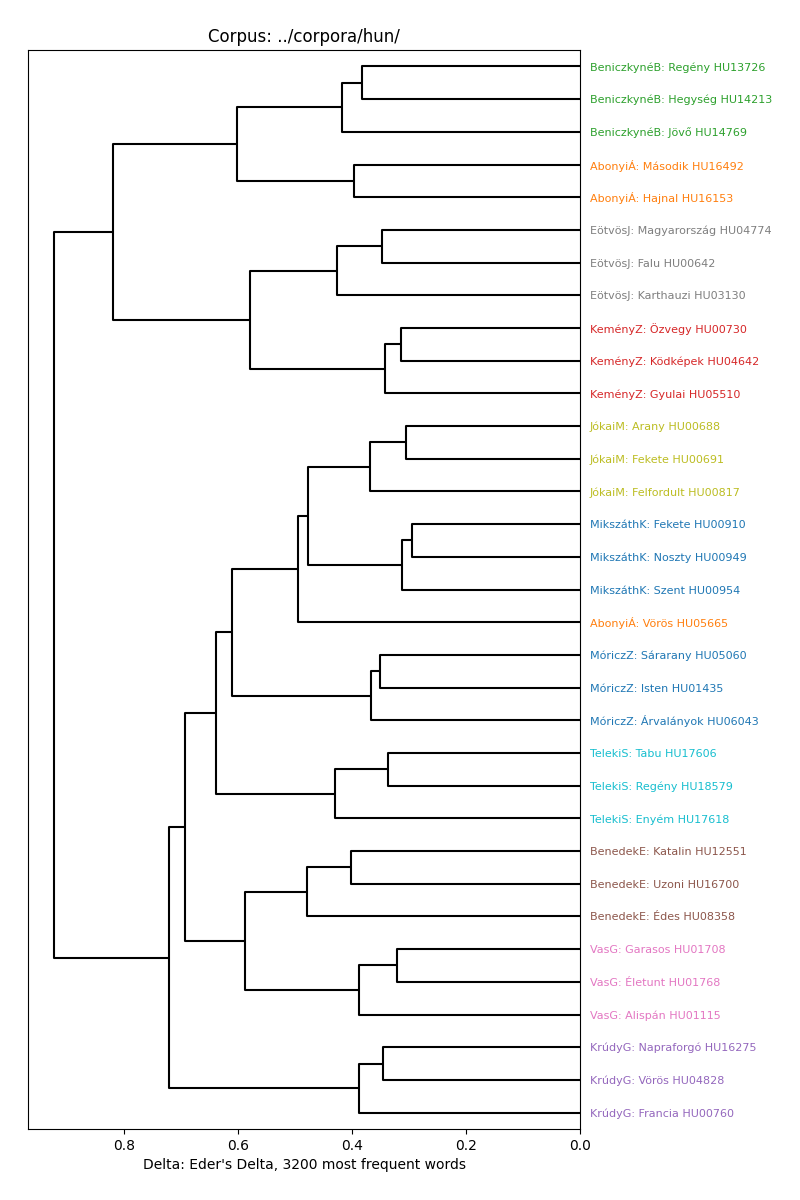 Corpus: ../corpora/hun/
BeniczkynéB: Regény HU13726
BeniczkynéB: Hegység HU14213
BeniczkynéB: Jövő HU14769
AbonyiÁ: Második HU16492
AbonyiÁ: Hajnal HU16153
EötvösJ: Magyarország HU04774
EötvösJ: Falu HU00642
EötvösJ: Karthauzi HU03130
KeményZ: Özvegy HU00730
KeményZ: Ködképek HU04642
KeményZ: Gyulai HU05510
JókaiM: Arany HU00688
JókaiM: Fekete HU00691
JókaiM: Felfordult HU00817
MikszáthK: Fekete HU00910
MikszáthK: Noszty HU00949
MikszáthK: Szent HU00954
AbonyiÁ: Vörös HU05665
MóriczZ: Sárarany HU05060
MóriczZ: Isten HU01435
MóriczZ: Árvalányok HU06043
TelekiS: Tabu HU17606
TelekiS: Regény HU18579
TelekiS: Enyém HU17618
BenedekE: Katalin HU12551
BenedekE: Uzoni HU16700
BenedekE: Édes HU08358
VasG: Garasos HU01708
VasG: Életunt HU01768
VasG: Alispán HU01115
KrúdyG: Napraforgó HU16275
KrúdyG: Vörös HU04828
KrúdyG: Francia HU00760
0.8 0.6 0.4 0.2 0.0
Delta: Eder's Delta, 3200 most frequent words